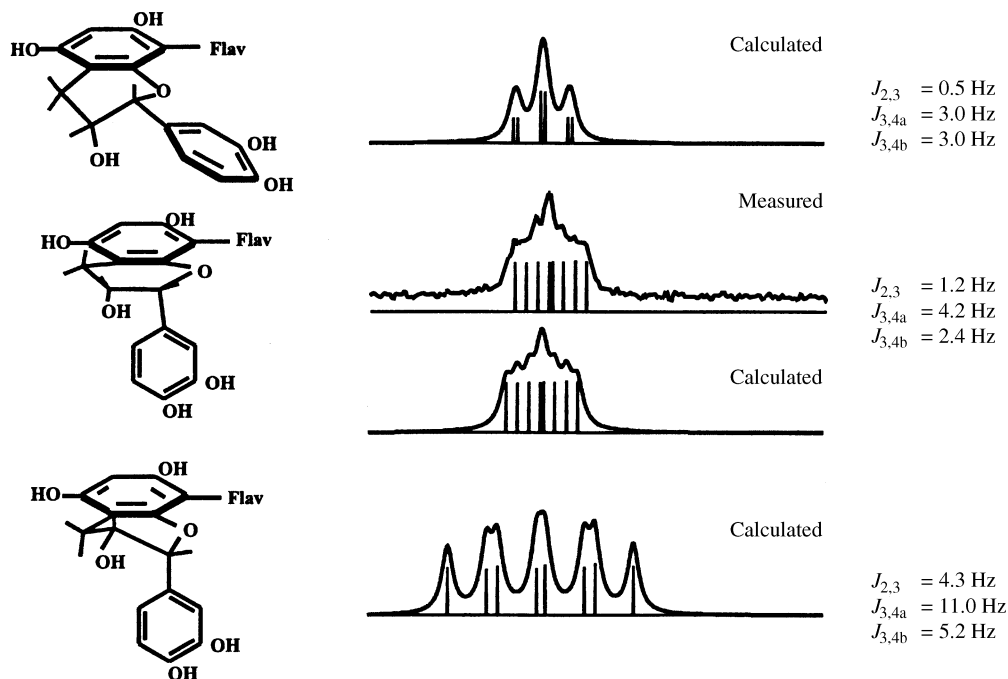 OH
HO
Flav
O
OH
OH
OH
Calculated
J2,3 = 0.5 Hz
J3,4a = 3.0 Hz
J3,4b = 3.0 Hz
OH
HO
Flav
O
OH
OH
OH
Measured
J2,3 = 1.2 Hz
J3,4a = 4.2 Hz
J3,4b = 2.4 Hz
Calculated
OH
HO
Flav
O
OH
OH
OH
Calculated
J2,3 = 4.3 Hz
J3,4a = 11.0 Hz
J3,4b = 5.2 Hz